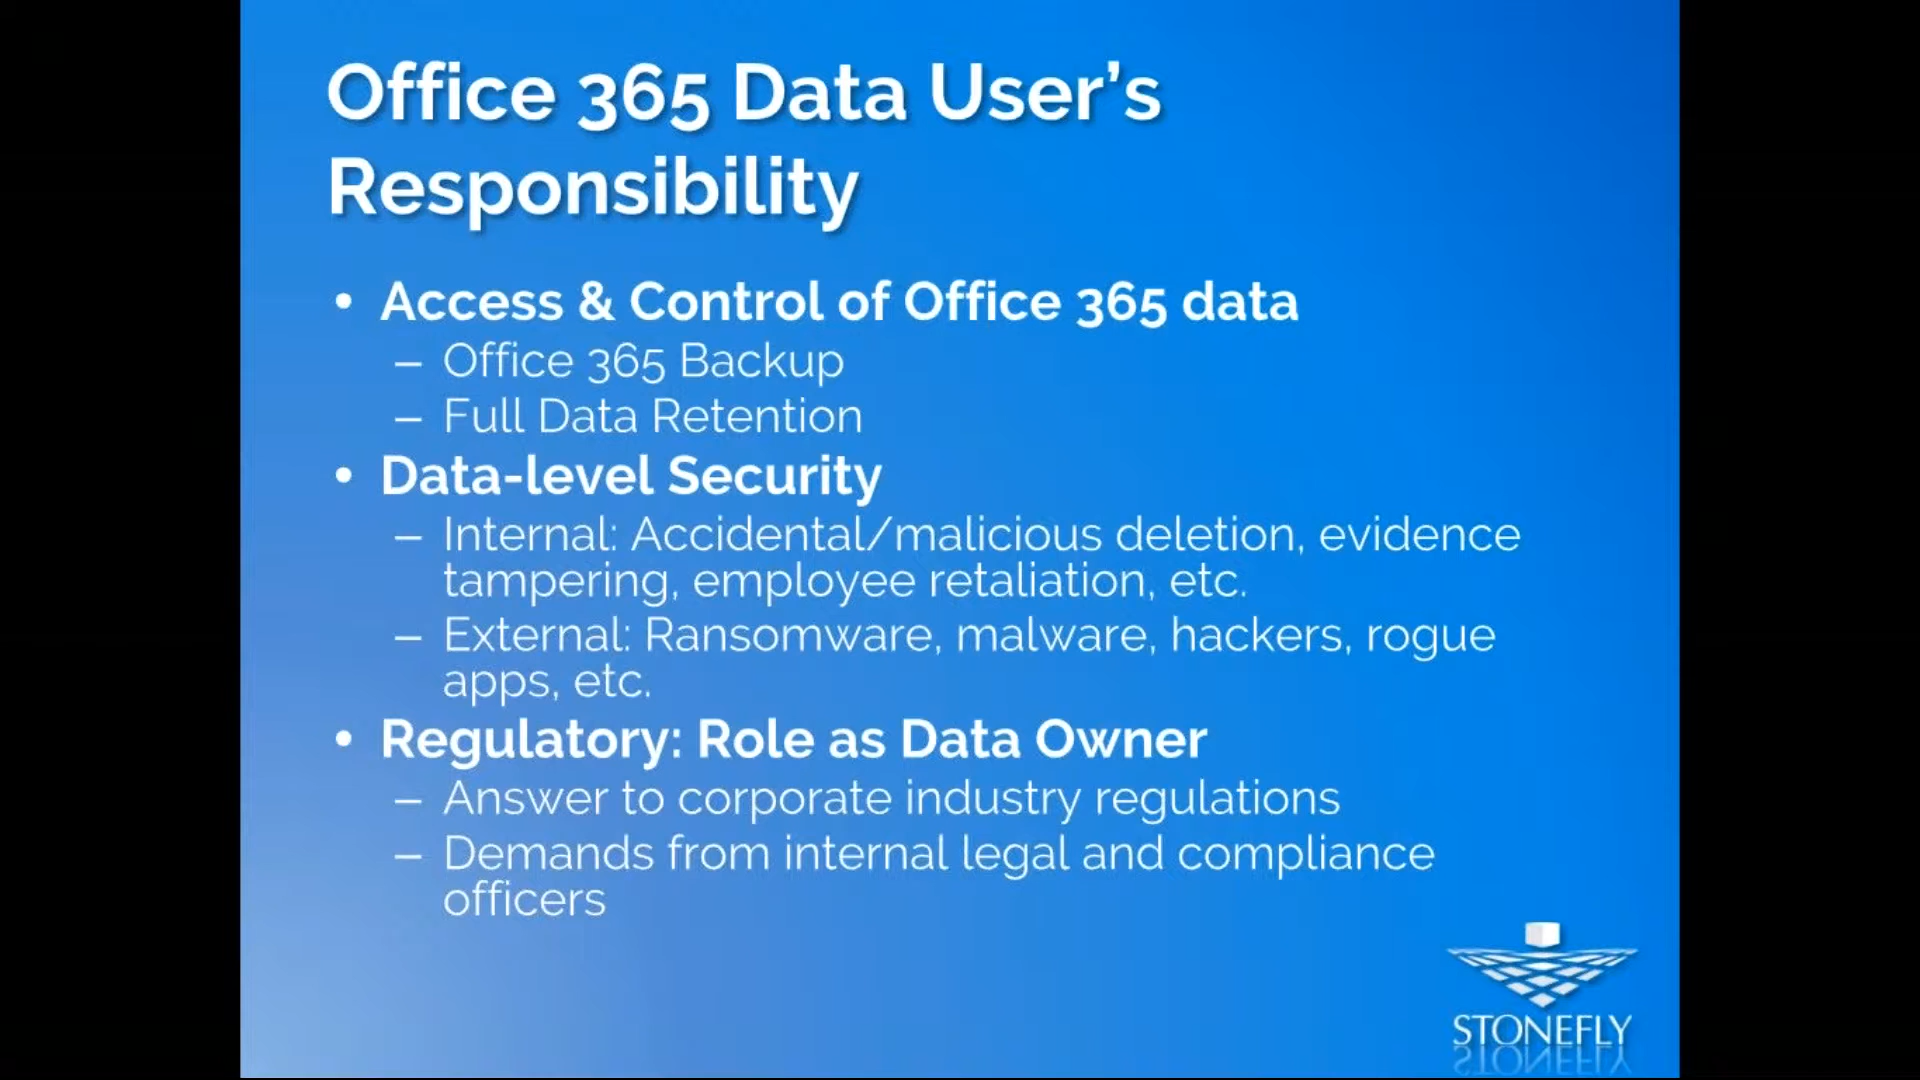 Office 365 Data User’s
Responsibility
• Access & Control of Office 365 data
– Office 365 Backup
– Full Data Retention
• Data-level Security
– Internal: Accidental/malicious deletion, evidence
tampering, employee retaliation, etc.
– External: Ransomware, malware, hackers, rogue
apps, etc.
• Regulatory: Role as Data Owner
– Answer to corporate industry regulations
– Demands from internal legal and compliance
officers
STONEFLY